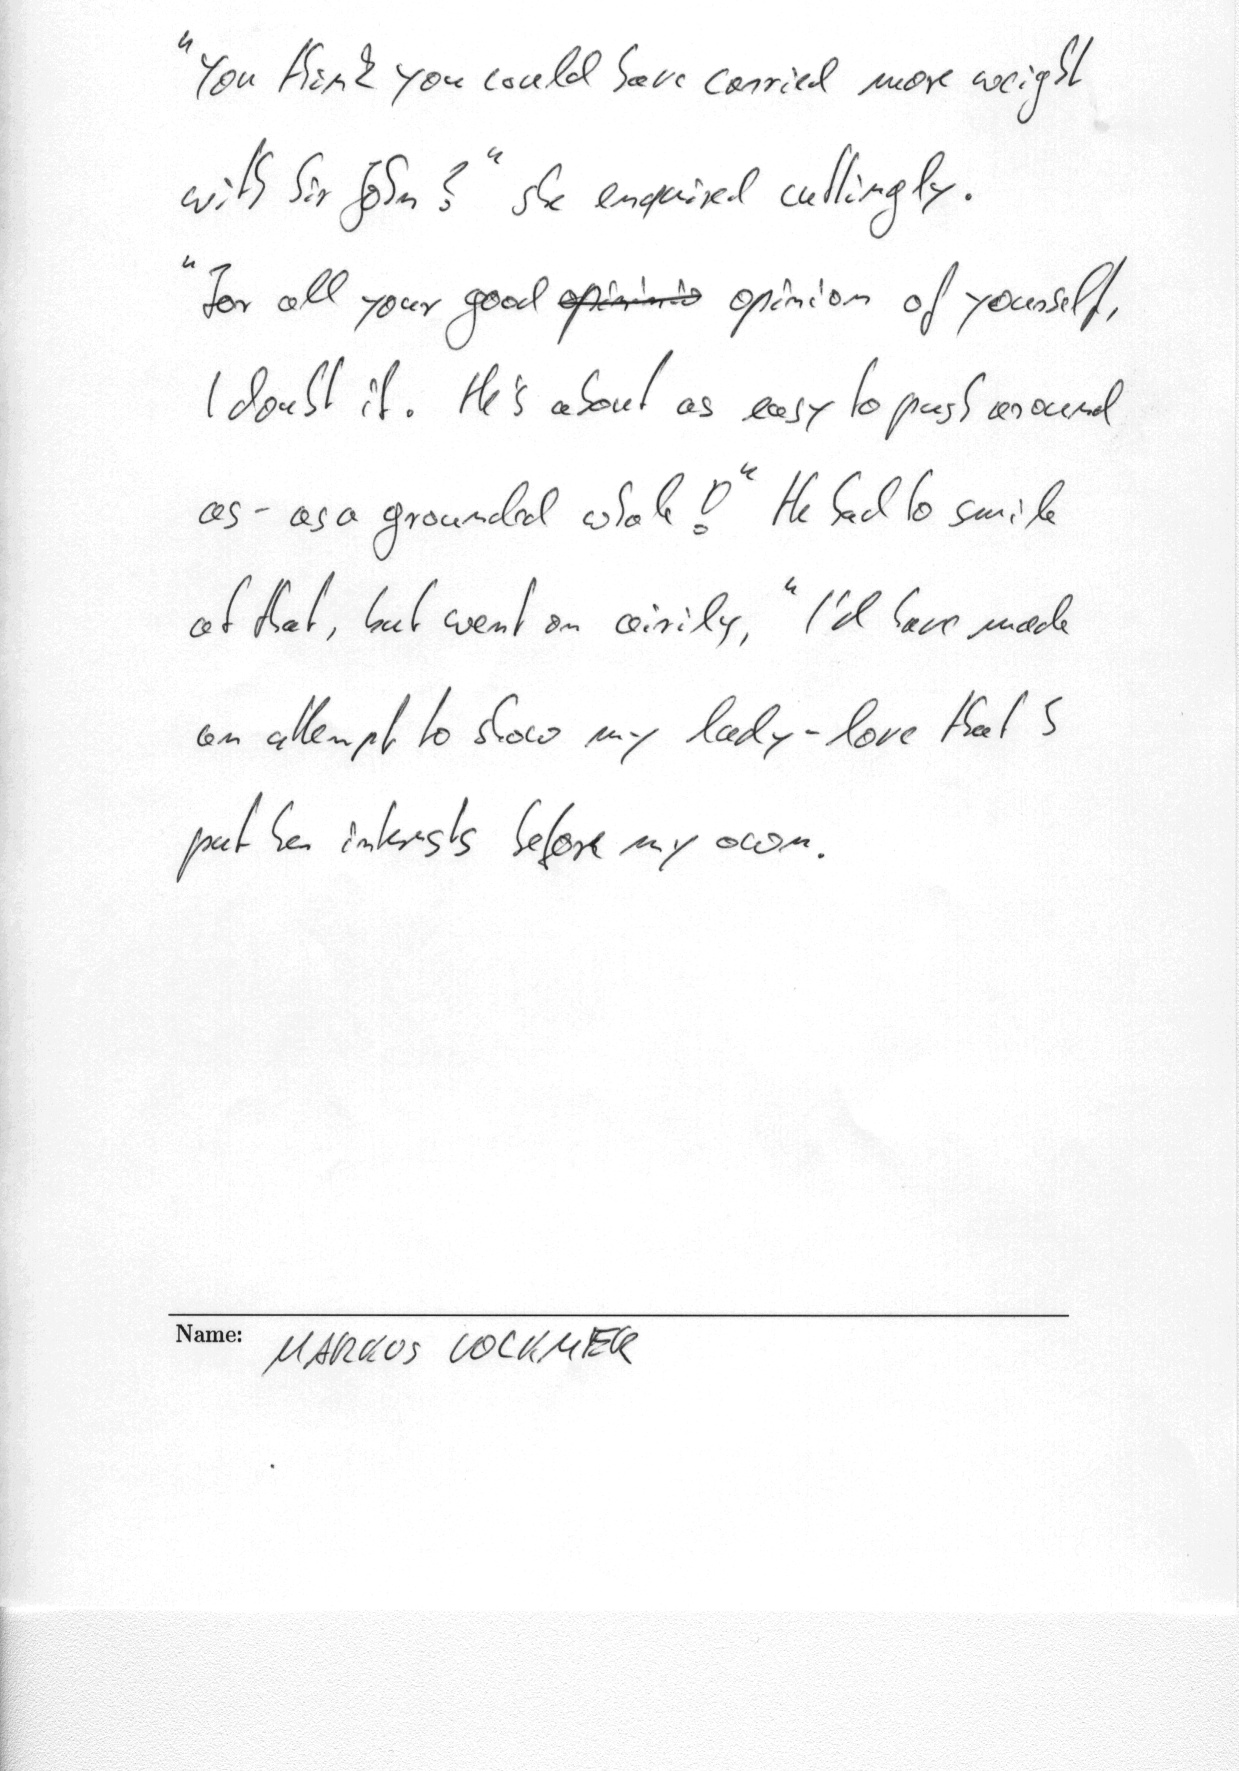 "You think you could have carried more weight
with Sir John?" she enquired cuttingly.
"For all your good opininio opinion of yourself,
I doubt it. He's about as easy to push around
as - as a grounded whale!" He had to smile
at that, but went on airily, "I'd have made
an attempt to show my lady-love that I
put her interests before my own.
Name: MARKUS